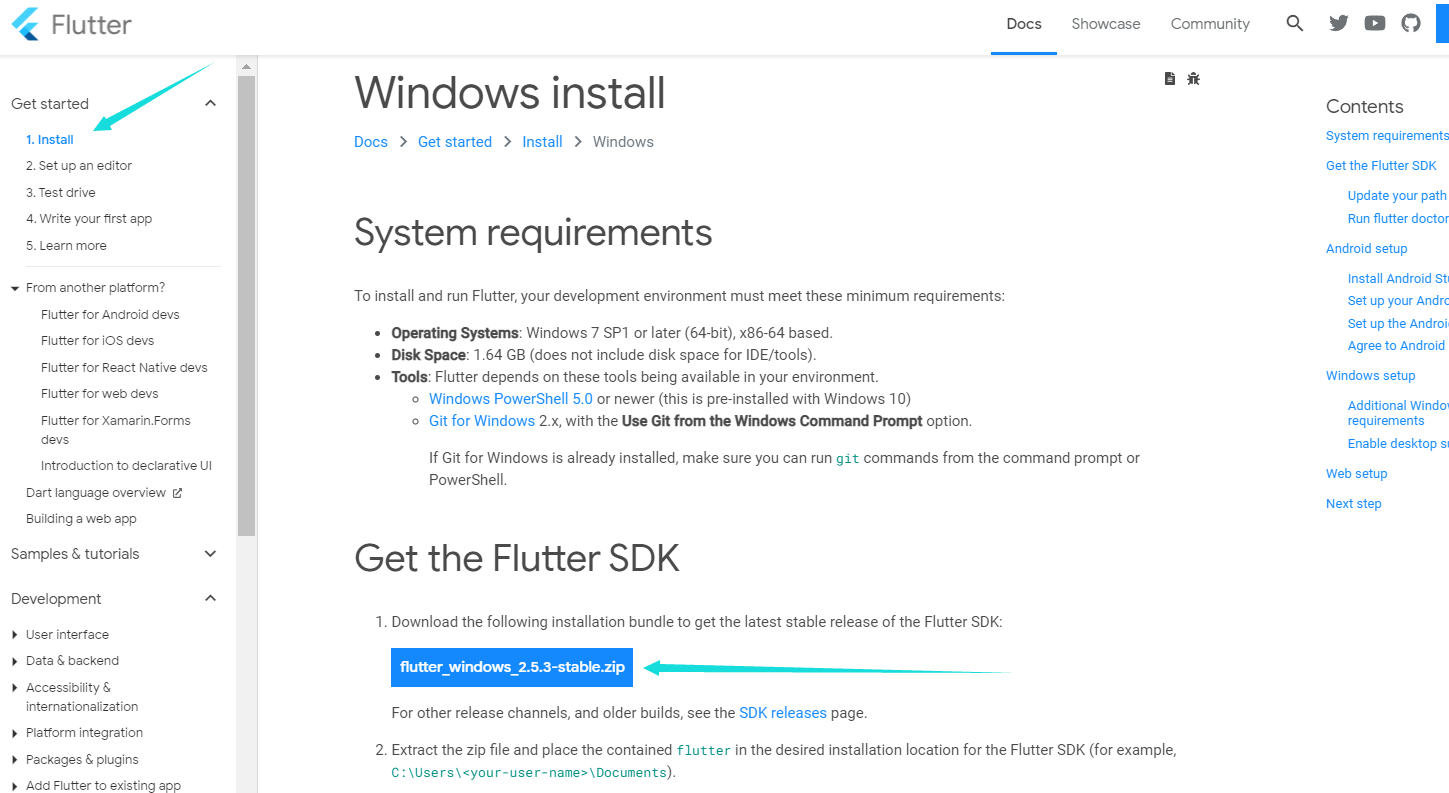 Flutter
Docs
Showcase
Community
Get started
1. Install
2. Set up an editor
3. Test drive
4. Write your first app
5. Learn more
From another platform?
Flutter for Android devs
Flutter for iOS devs
Flutter for React Native devs
Flutter for web devs
Flutter for Xamarin.Forms
devs
Introduction to declarative UI
Dart language overview
Building a web app
Samples & tutorials
Development
User interface
Data & backend
Accessibility &
internationalization
Platform integration
Packages & plugins
Add Flutter to existing app
Windows install
Docs > Get started > Install > Windows
System requirements
To install and run Flutter, your development environment must meet these minimum requirements:
• Operating Systems: Windows 7 SP1 or later (64-bit), x86-64 based.
• Disk Space: 1.64 GB (does not include disk space for IDE/tools).
• Tools: Flutter depends on these tools being available in your environment.
◦ Windows PowerShell 5.0 or newer (this is pre-installed with Windows 10)
◦ Git for Windows 2.x, with the Use Git from the Windows Command Prompt option.
If Git for Windows is already installed, make sure you can run git commands from the command prompt or
PowerShell.
Get the Flutter SDK
1. Download the following installation bundle to get the latest stable release of the Flutter SDK:
flutter_windows_2.5.3-stable.zip
For other release channels, and older builds, see the SDK releases page.
2. Extract the zip file and place the contained flutter in the desired installation location for the Flutter SDK (for example,
C:\Users\<your-user-name>\Documents).
Contents
System requirements
Get the Flutter SDK
Update your path
Run flutter doctor
Android setup
Install Android
Set up your
Set up the
Agree to Android
Windows setup
Additional
requirements
Enable desktop
Web setup
Next step